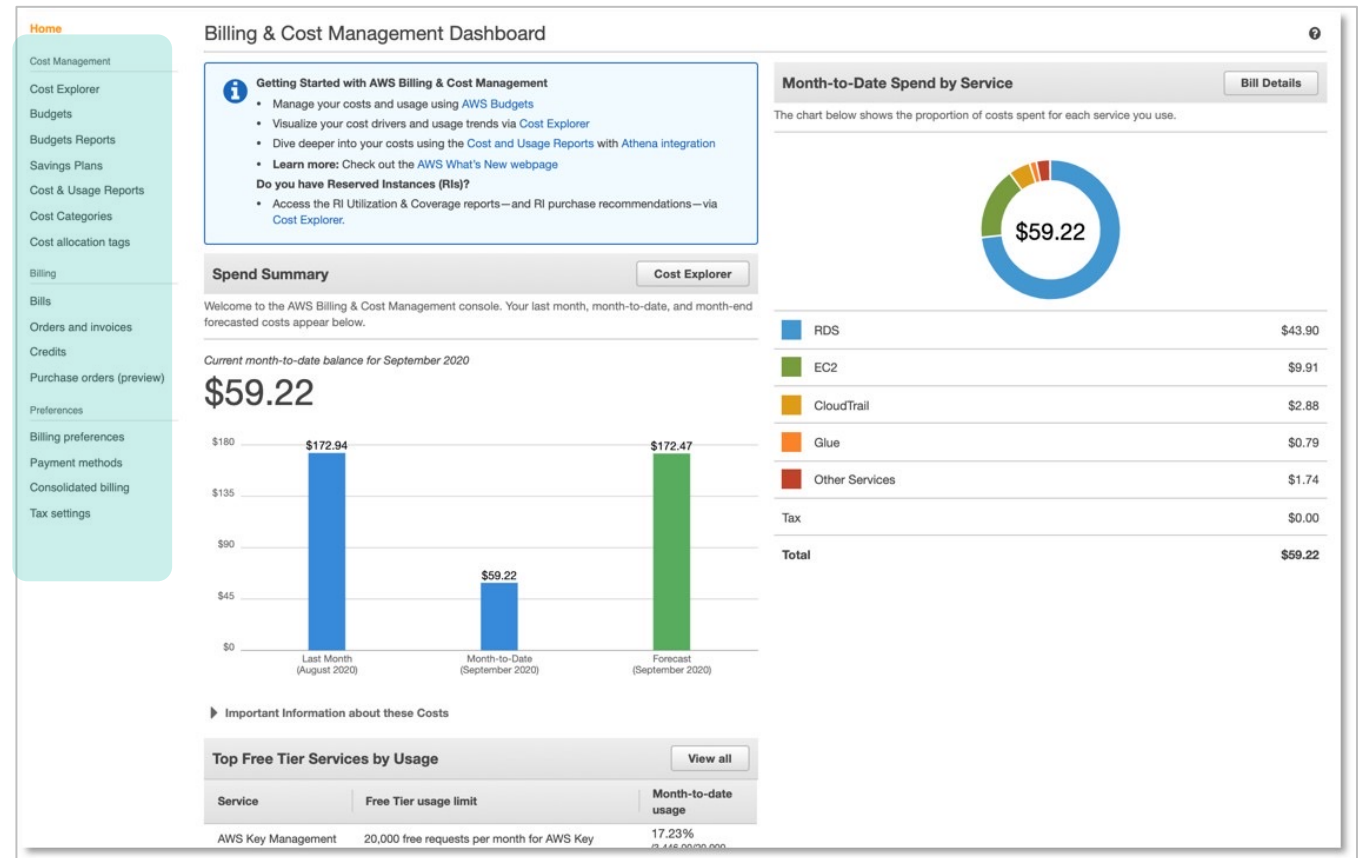 Home
Cost Management
Cost Explorer
Budgets
Budgets Reports
Savings Plans
Cost & Usage Reports
Cost Categories
Cost allocation tags
Billing
Bills
Orders and invoices
Credits
Purchase orders (preview)
Preferences
Billing preferences
Payment methods
Consolidated billing
Tax settings
Billing & Cost Management Dashboard
Getting Started with AWS Billing & Cost Management
• Manage your costs and usage using AWS Budgets
• Visualize your cost drivers and usage trends via Cost Explorer
• Dive deeper into your costs using the Cost and Usage Reports with Athena integration
• Learn more: Check out the AWS What's New webpage
Do you have Reserved Instances (RIs)?
• Access the RI Utilization & Coverage reports—and RI purchase recommendations—via
Cost Explorer.
Spend Summary
Cost Explorer
Welcome to the AWS Billing & Cost Management console. Your last month, month-to-date, and month-end
forecasted costs appear below.
Current month-to-date balance for September 2020
$59.22
$180
$135
$90
$45
$0
$172.94
$59.22
$172.47
Last Month
(August 2020)
Month-to-Date
(September 2020)
Forecast
(September 2020)
Important Information about these Costs
Top Free Tier Services by Usage
View all
Service Free Tier usage limit Month-to-date
usage
AWS Key Management 20,000 free requests per month for AWS Key 17.23%
(3,446.00/20,000
Month-to-Date Spend by Service
Bill Details
The chart below shows the proportion of costs spent for each service you use.
$59.22
RDS $43.90
EC2 $9.91
CloudTrail $2.88
Glue $0.79
Other Services $1.74
Tax $0.00
Total $59.22